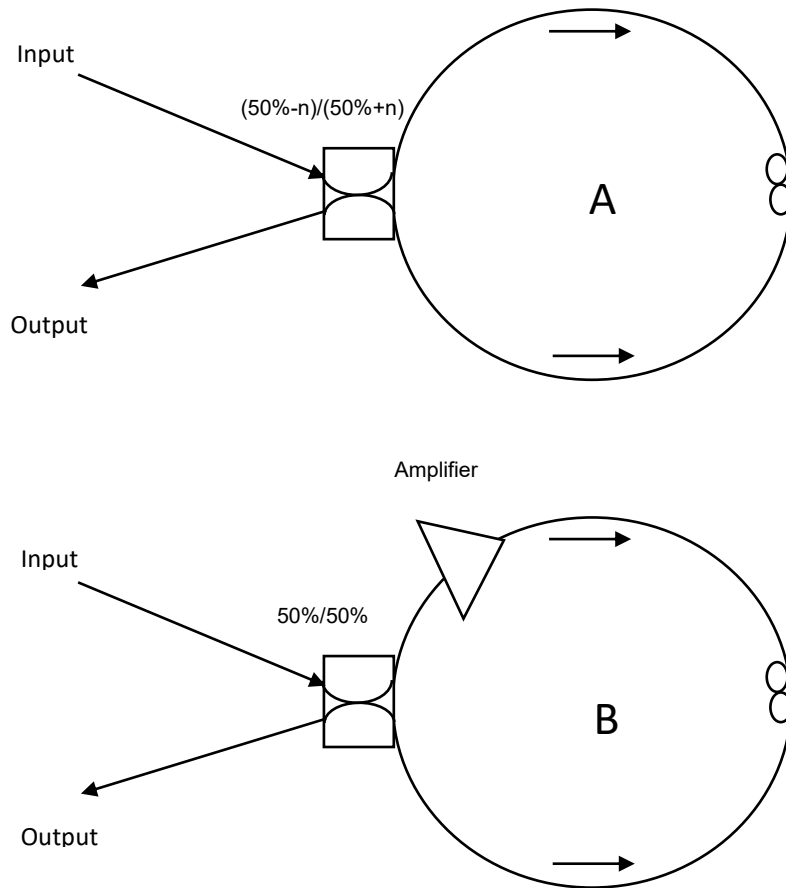 Input
(50%-n)/(50%+n)
A
Output
Amplifier
Input
50%/50%
B
Output